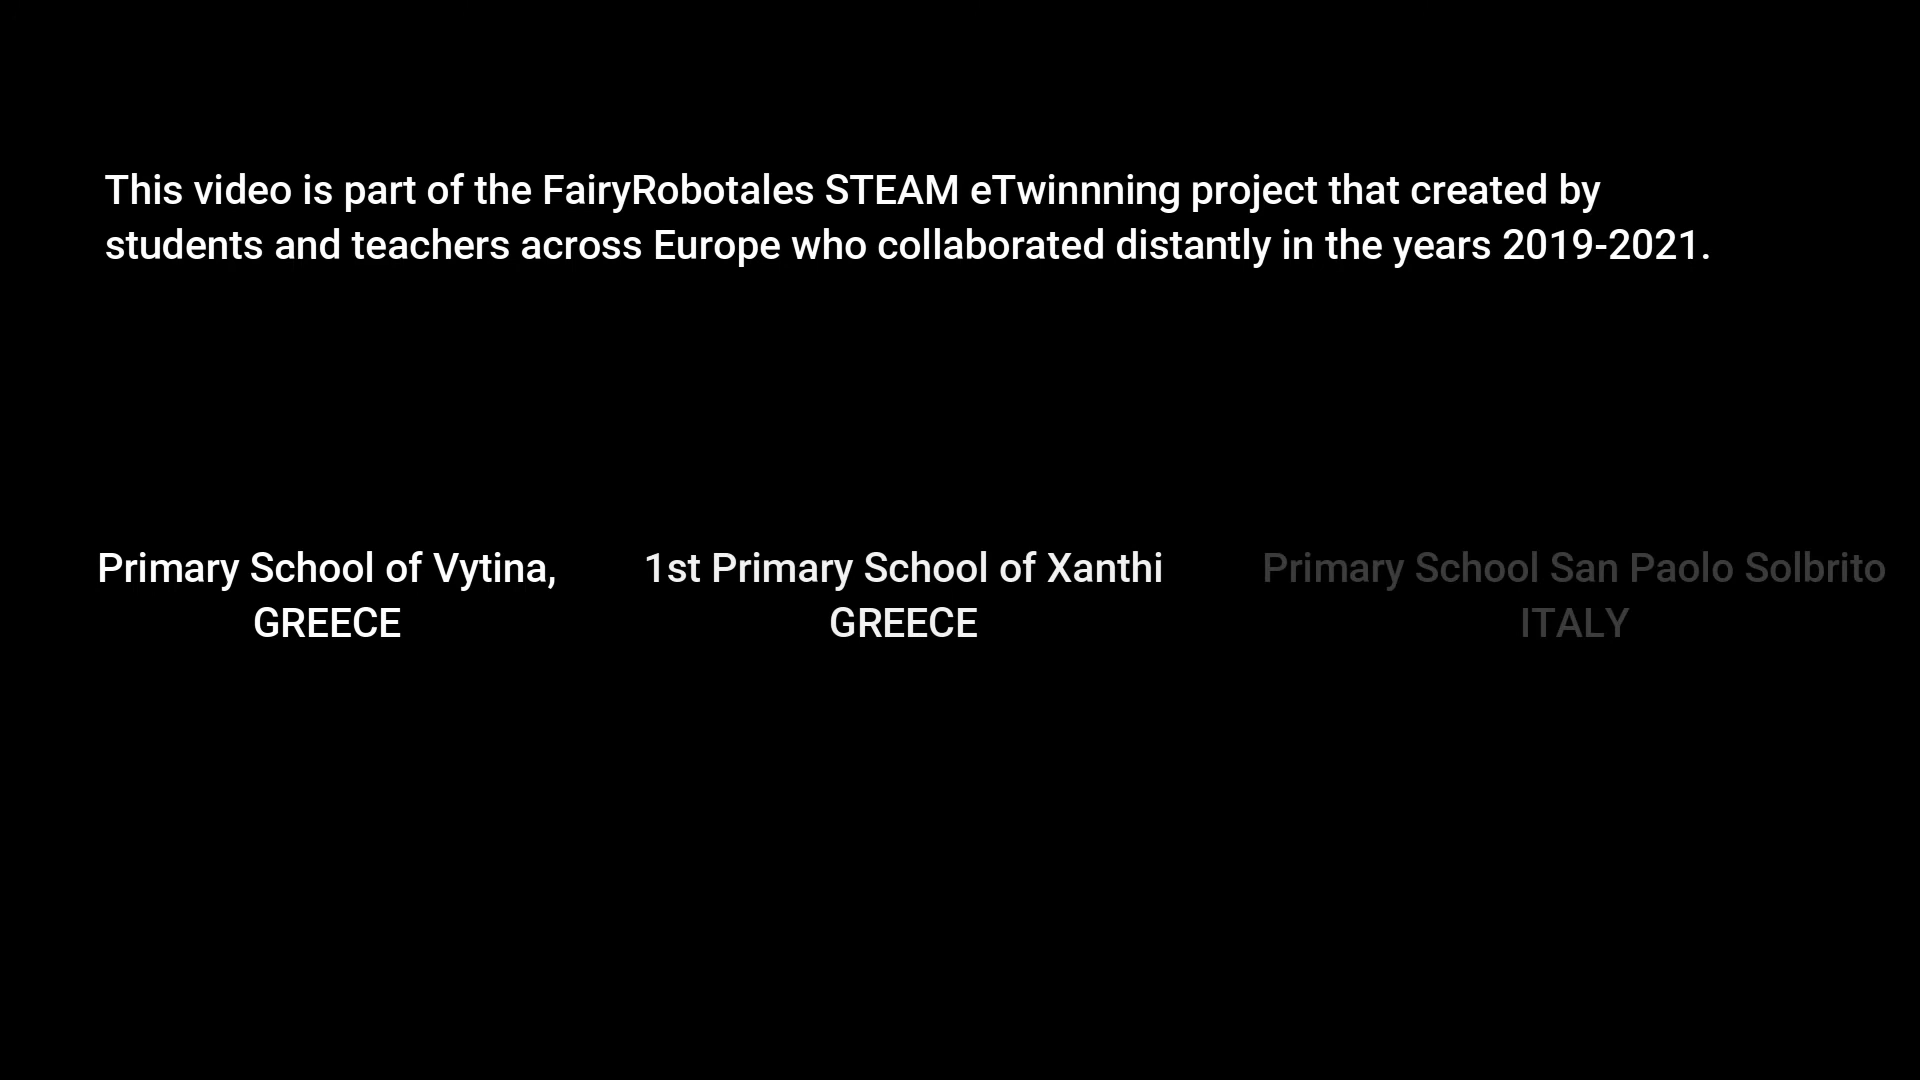 This video is part of the FairyRobotales STEAM eTwinnning project that created by
students and teachers across Europe who collaborated distantly in the years 2019-2021.
Primary School of Vytina,
GREECE
1st Primary School of Xanthi
GREECE
Primary School San Paolo Solbrito
ITALY